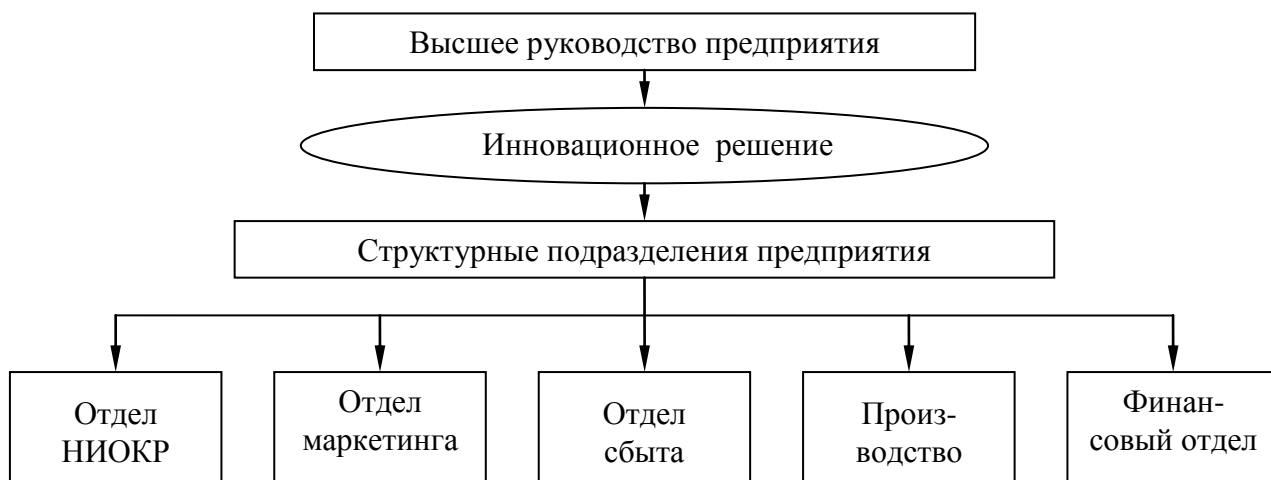 Высшее руководство предприятия
Инновационное решение
Структурные подразделения предприятия
Отдел
НИОКР
Отдел
маркетинга
Отдел
сбыта
Произ-
водство
Финан-
совый отдел